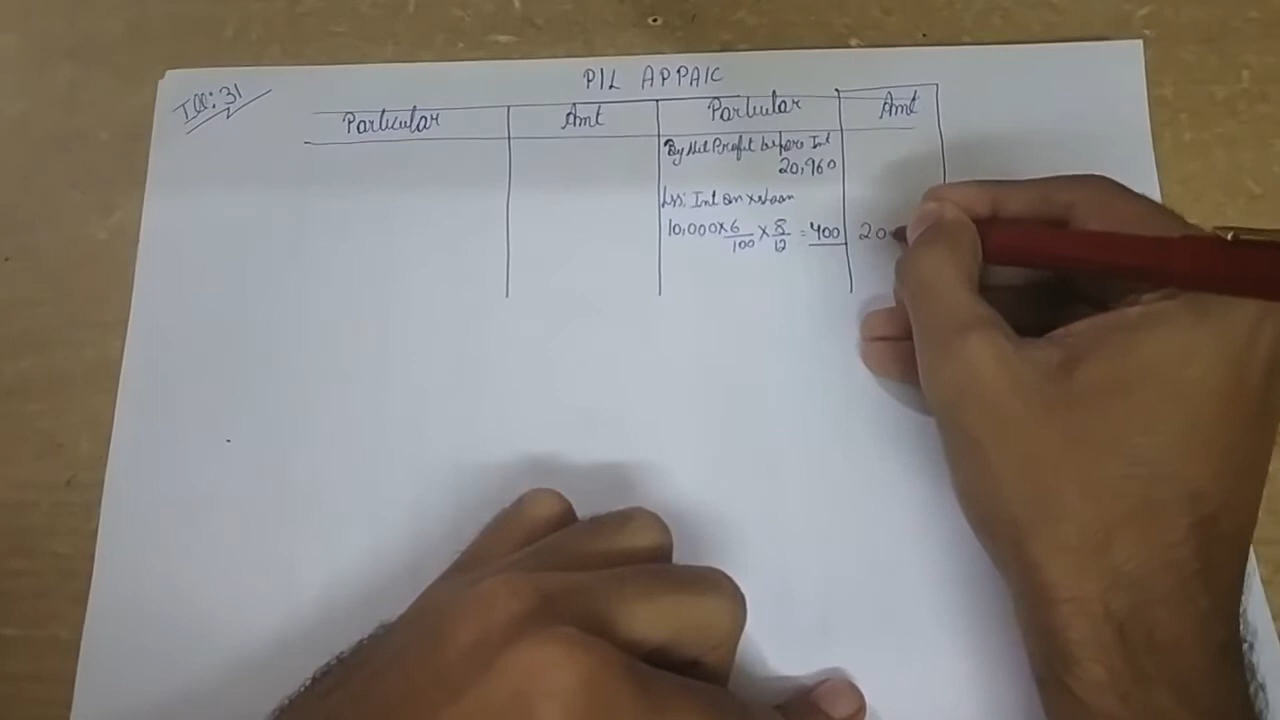 Ill: 31
P/L APP A/C
Particular Amt Particular Amt
By Net Profit before Int
20,960
Less: Int on x's loan
10,000 × 6/100 × 8/12 = 400 20